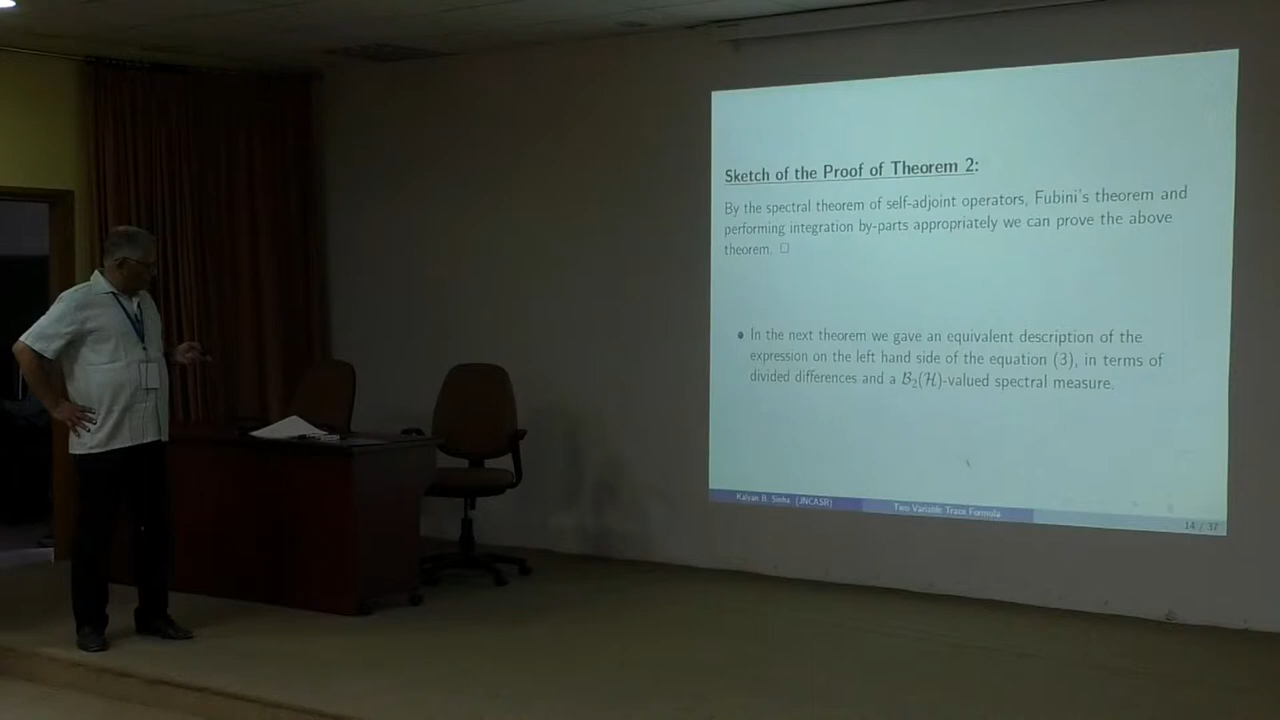 Sketch of the Proof of Theorem 2:
By the spectral theorem of self-adjoint operators, Fubini's theorem and
performing integration by-parts appropriately we can prove the above
theorem. □
• In the next theorem we gave an equivalent description of the
expression on the left hand side of the equation (3), in terms of
divided differences and a ℬ₂(ℋ)-valued spectral measure.
Kalyan B. Sinha (JNCASR)
Two Variable Trace Formula
14 / 37